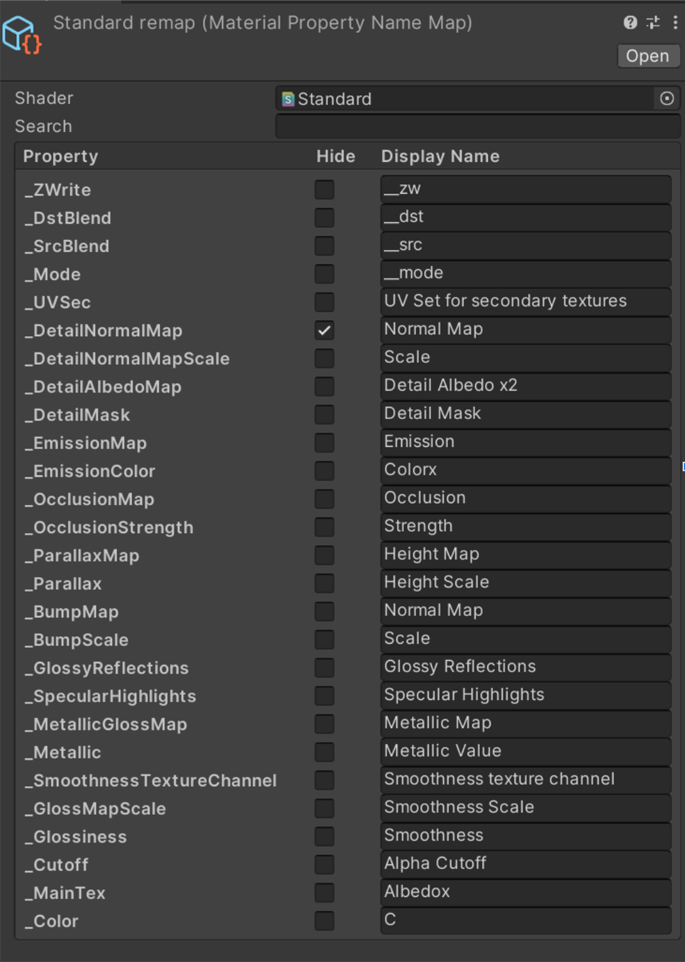 Standard remap (Material Property Name Map)
Open
Shader Standard
Search
Property Hide Display Name
_ZWrite __zw
_DstBlend __dst
_SrcBlend __src
_Mode __mode
_UVSec UV Set for secondary textures
_DetailNormalMap Normal Map
_DetailNormalMapScale Scale
_DetailAlbedoMap Detail Albedo x2
_DetailMask Detail Mask
_EmissionMap Emission
_EmissionColor Colorx
_OcclusionMap Occlusion
_OcclusionStrength Strength
_ParallaxMap Height Map
_Parallax Height Scale
_BumpMap Normal Map
_BumpScale Scale
_GlossyReflections Glossy Reflections
_SpecularHighlights Specular Highlights
_MetallicGlossMap Metallic Map
_Metallic Metallic Value
_SmoothnessTextureChannel Smoothness texture channel
_GlossMapScale Smoothness Scale
_Glossiness Smoothness
_Cutoff Alpha Cutoff
_MainTex Albedox
_Color C